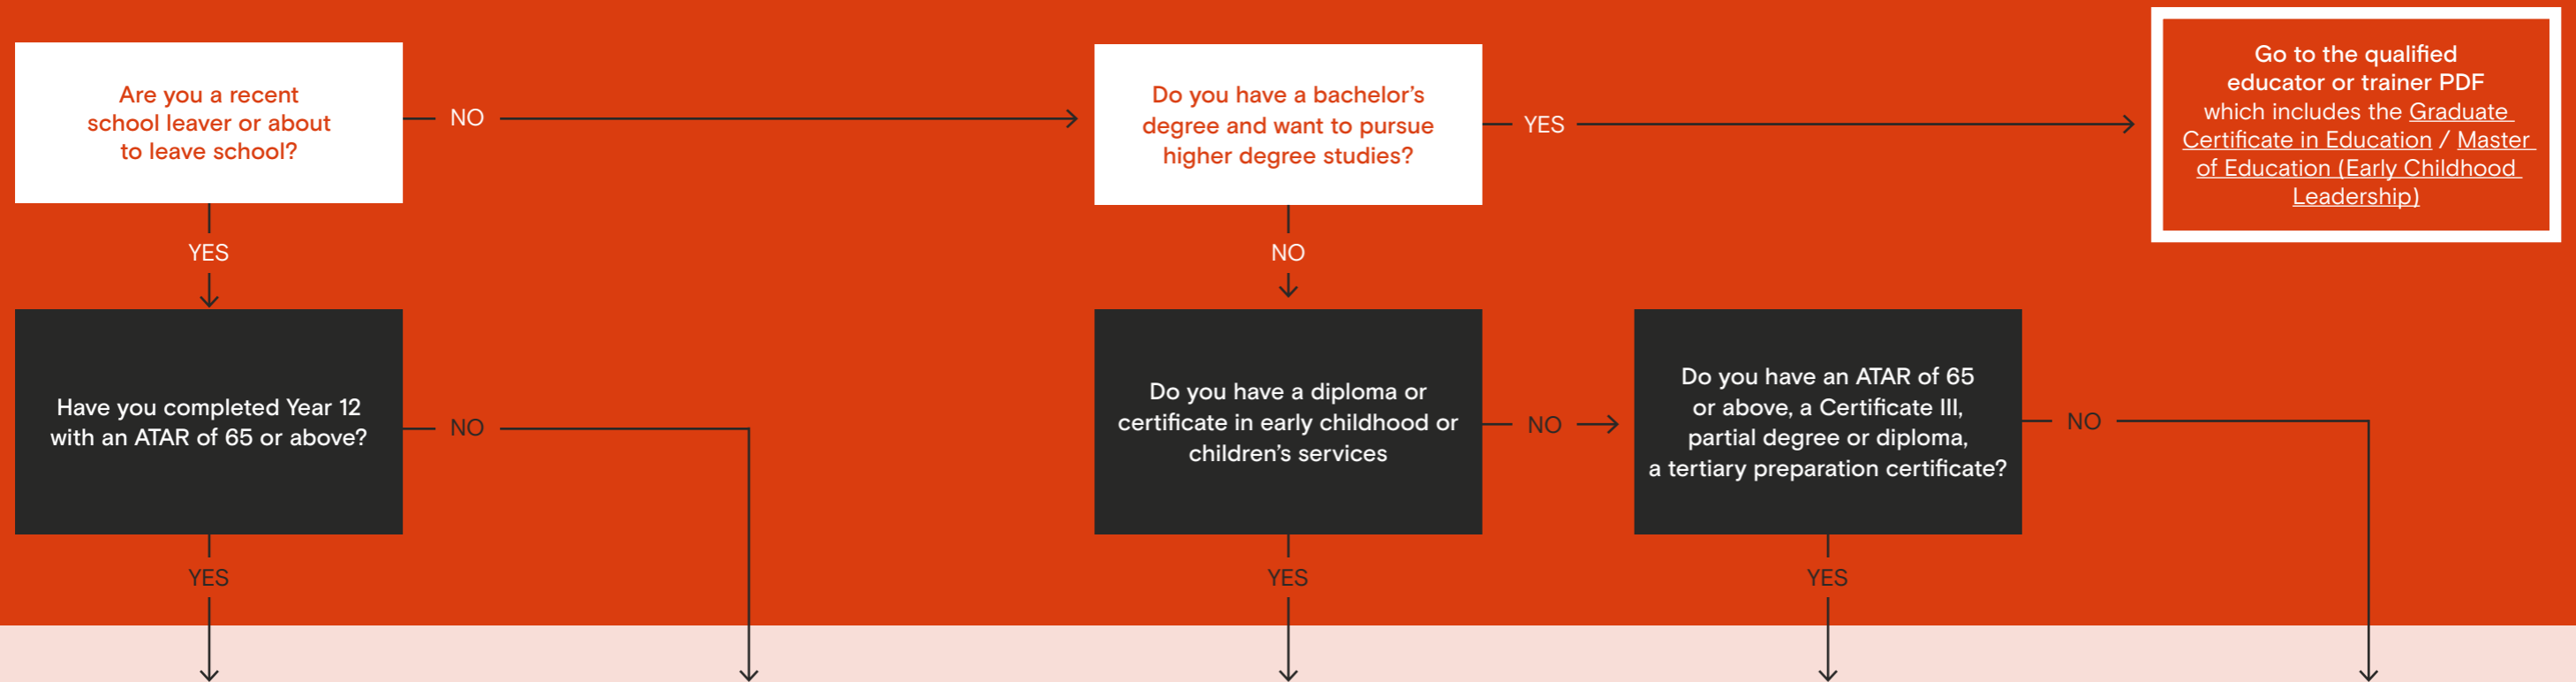 Are you a recent
school leaver or about
to leave school?
NO
Do you have a bachelor’s
degree and want to pursue
higher degree studies?
YES
Go to the qualified
educator or trainer PDF
which includes the Graduate
Certificate in Education / Master
of Education (Early Childhood
Leadership)
YES
NO
Have you completed Year 12
with an ATAR of 65 or above?
NO
Do you have a diploma or
certificate in early childhood or
children’s services
NO
Do you have an ATAR of 65
or above, a Certificate III,
partial degree or diploma,
a tertiary preparation certificate?
NO
YES
YES
YES